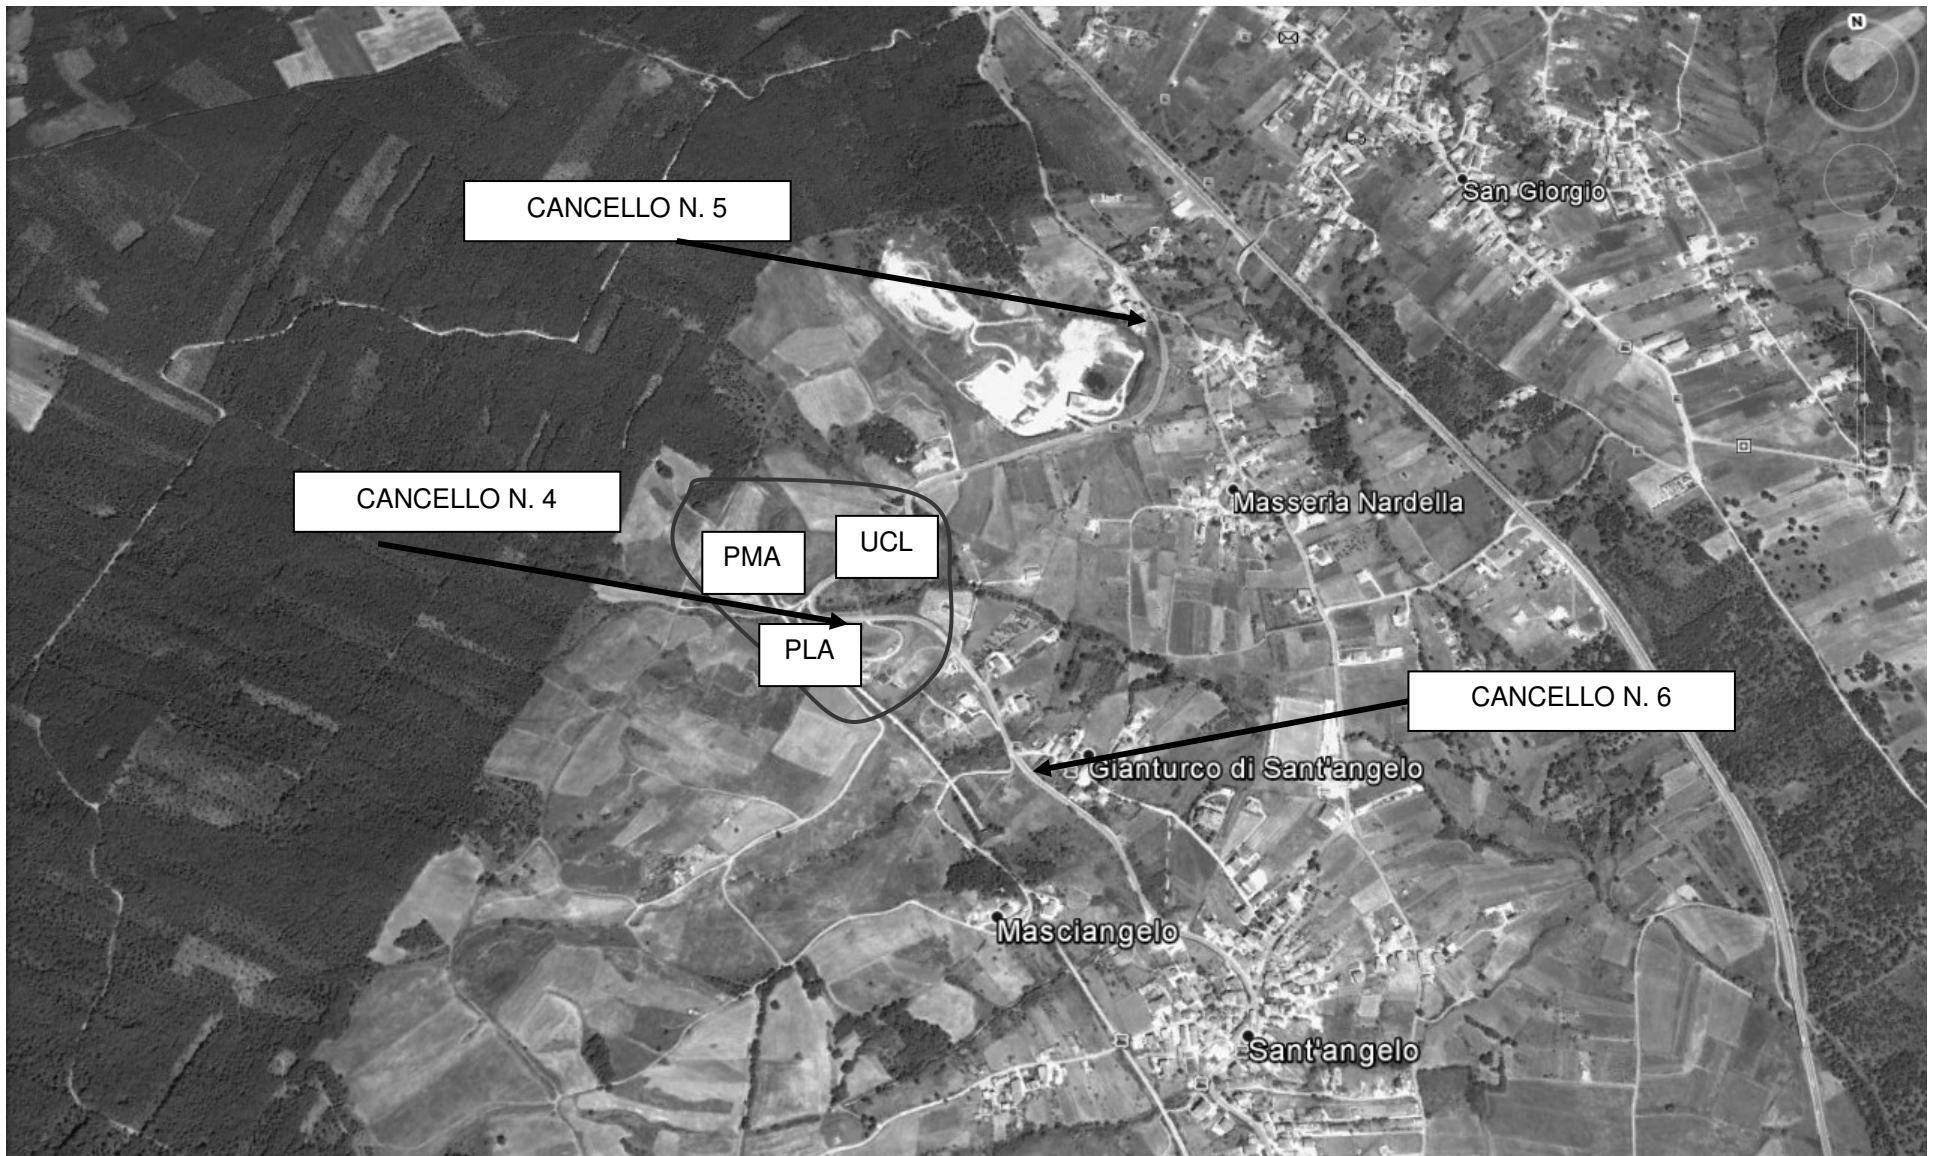 N
CANCELLO N. 5
San Giorgio
CANCELLO N. 4
Masseria Nardella
UCL
PMA
PLA
CANCELLO N. 6
Gianturco di Sant'angelo
Masciangelo
Sant'angelo